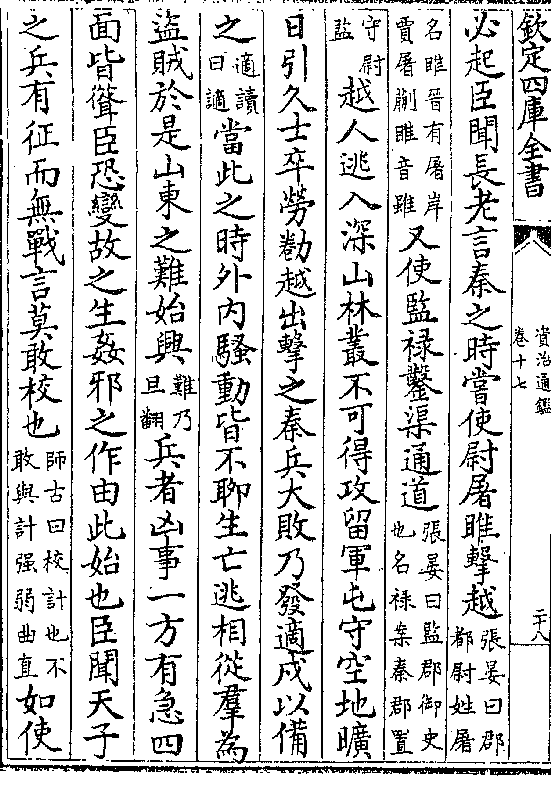 欽定四庫全書
資治通鑑
卷十七
二十八
必起臣聞長老言秦之時嘗使尉屠睢擊越張晏曰郡都尉姓屠
名睢晉有屠岸賈屠蒯睢音雖又使監祿鑿渠通道張晏曰監郡御史也名祿案秦郡置
守尉監越人逃入深山林叢不可得攻留軍屯守空地曠
日引久士卒勞勌越出擊之秦兵大敗乃發適戍以備
之適讀曰謫當此之時外内騷動皆不聊生亡逃相從羣為
盜賊於是山東之難始興難乃旦翻兵者凶事一方有急四
面皆聳臣恐變故之生姦邪之作由此始也臣聞天子
之兵有征而無戰言莫敢校也師古曰校計也不敢與計强弱曲直如使